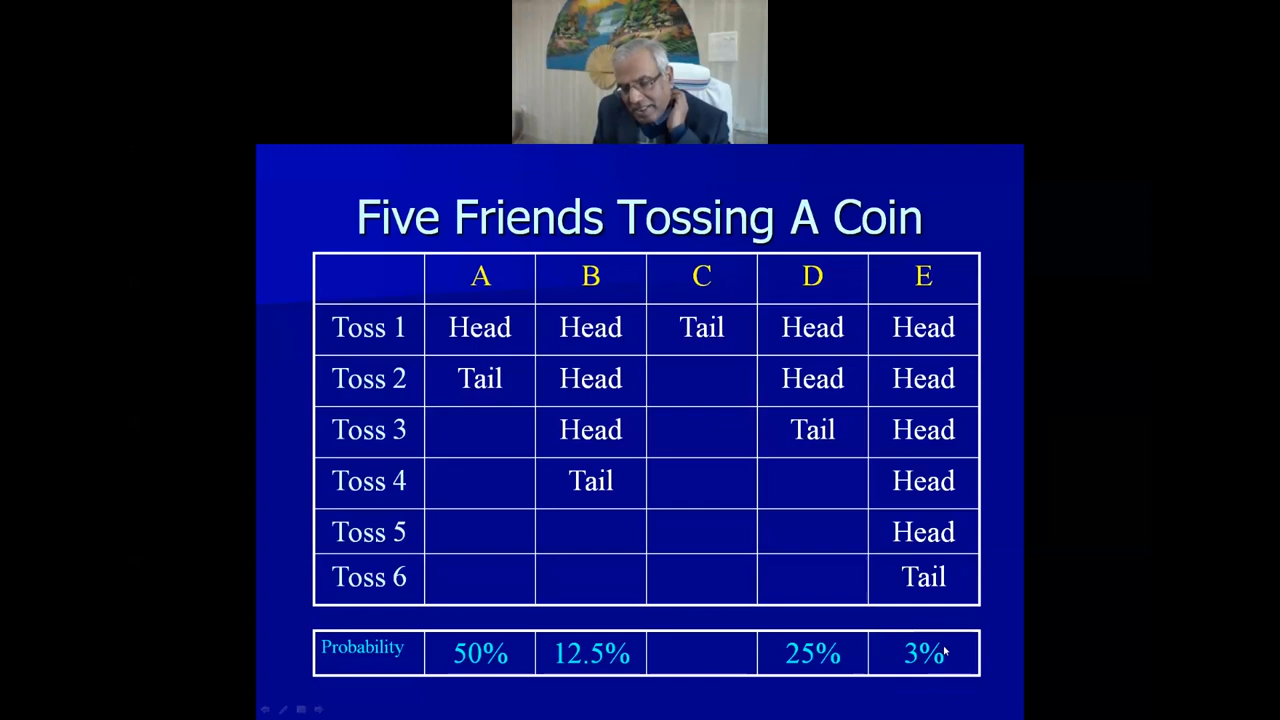 Five Friends Tossing A Coin
A B C D E
Toss 1 Head Head Tail Head Head
Toss 2 Tail Head Head Head
Toss 3 Head Tail Head
Toss 4 Tail Head
Toss 5 Head
Toss 6 Tail
Probability 50% 12.5% 25% 3%